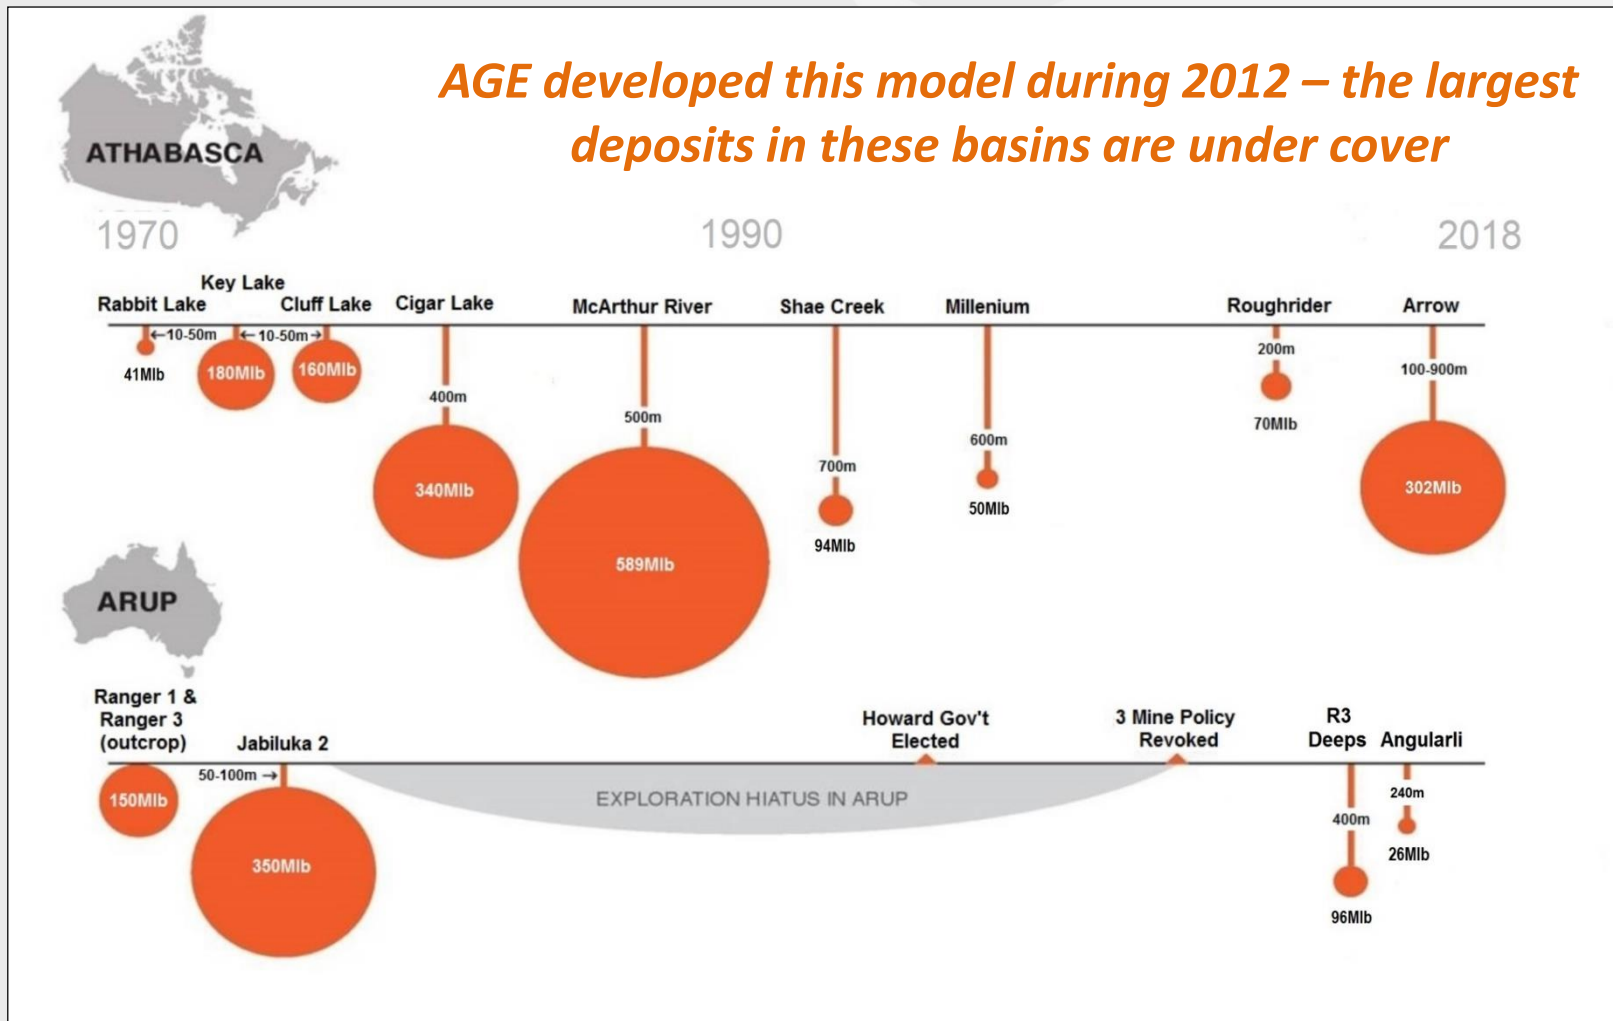 AGE developed this model during 2012 – the largest
deposits in these basins are under cover
ATHABASCA
1970
1990
2018
Rabbit Lake
Key Lake
Cluff Lake
Cigar Lake
McArthur River
Shae Creek
Millenium
Roughrider
Arrow
←10-50m
←10-50m→
41Mlb
180Mlb
160Mlb
400m
340Mlb
500m
589Mlb
700m
94Mlb
600m
50Mlb
200m
70Mlb
100-900m
302Mlb
ARUP
Ranger 1 &
Ranger 3
(outcrop)
Jabiluka 2
Howard Gov't
Elected
3 Mine Policy
Revoked
R3
Deeps
Angularli
150Mlb
50-100m→
350Mlb
EXPLORATION HIATUS IN ARUP
400m
96Mlb
240m
26Mlb